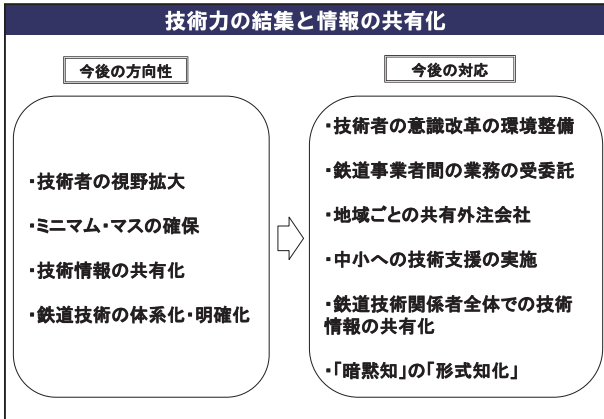 技術力の結集と情報の共有化
今後の方向性
・技術者の視野拡大
・ミニマム・マスの確保
・技術情報の共有化
・鉄道技術の体系化・明確化
今後の対応
・技術者の意識改革の環境整備
・鉄道事業者間の業務の受委託
・地域ごとの共有外注会社
・中小への技術支援の実施
・鉄道技術関係者全体での技術
情報の共有化
・「暗黙知」の「形式知化」